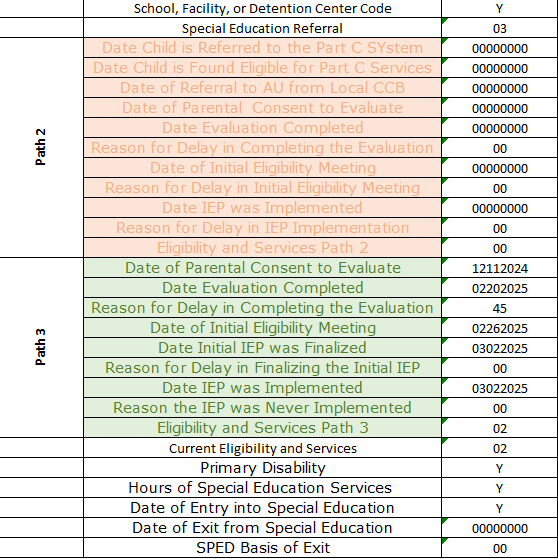 School, Facility, or Detention Center Code Y
Special Education Referral 03
Path 2
Date Child is Referred to the Part C SYstem 00000000
Date Child is Found Eligible for Part C Services 00000000
Date of Referral to AU from Local CCB 00000000
Date of Parental Consent to Evaluate 00000000
Date Evaluation Completed 00000000
Reason for Delay in Completing the Evaluation 00
Date of Initial Eligibility Meeting 00000000
Reason for Delay in Initial Eligibility Meeting 00
Date IEP was Implemented 00000000
Reason for Delay in IEP Implementation 00
Eligibility and Services Path 2 00
Path 3
Date of Parental Consent to Evaluate 12112024
Date Evaluation Completed 02202025
Reason for Delay in Completing the Evaluation 45
Date of Initial Eligibility Meeting 02262025
Date Initial IEP was Finalized 03022025
Reason for Delay in Finalizing the Initial IEP 00
Date IEP was Implemented 03022025
Reason the IEP was Never Implemented 00
Eligibility and Services Path 3 02
Current Eligibility and Services 02
Primary Disability Y
Hours of Special Education Services Y
Date of Entry into Special Education Y
Date of Exit from Special Education 00000000
SPED Basis of Exit 00